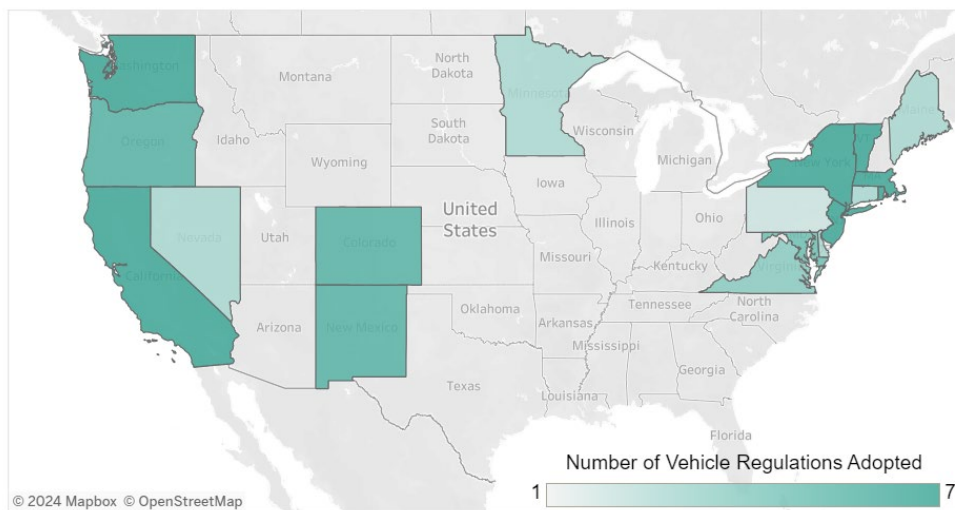 Washington
Montana
North
Dakota
Minnesota
Maine
Oregon
Idaho
South
Dakota
Wisconsin
VT
Wyoming
Michigan
New York
Iowa
Nevada
Utah
Colorado
United
States
Illinois
Ohio
California
Missouri
Kentucky
Virginia
Arizona
New Mexico
Oklahoma
Arkansas
Tennessee
North
Carolina
Mississippi
Texas
Georgia
Louisiana
Florida
Number of Vehicle Regulations Adopted
1
7
© 2024 Mapbox © OpenStreetMap